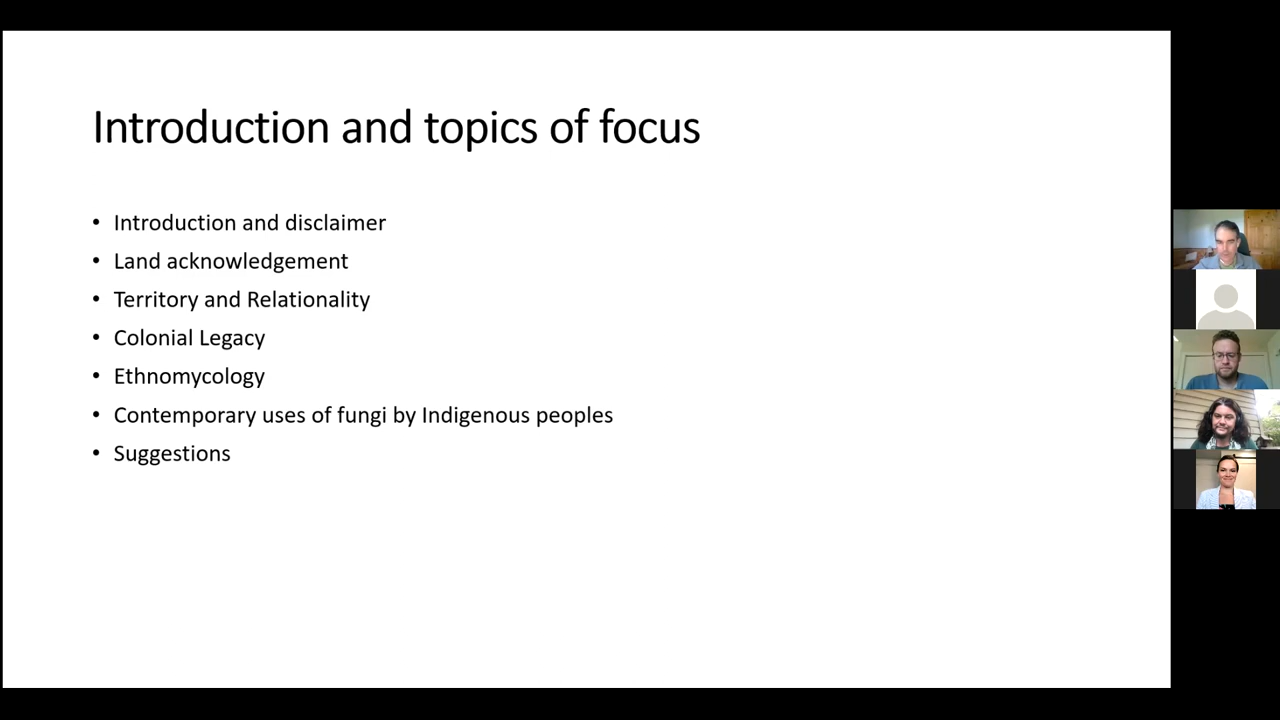 Introduction and topics of focus
• Introduction and disclaimer
• Land acknowledgement
• Territory and Relationality
• Colonial Legacy
• Ethnomycology
• Contemporary uses of fungi by Indigenous peoples
• Suggestions